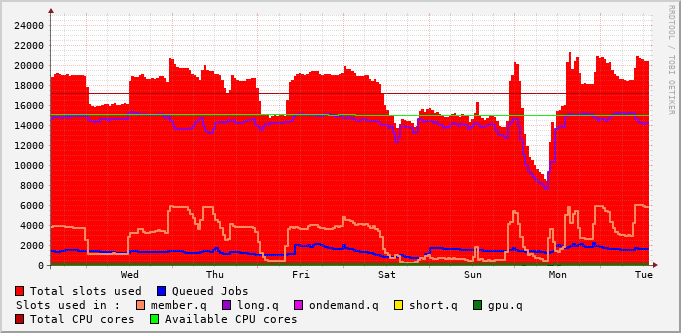 RRDTOOL / TOBI OETIKER
24000
22000
20000
18000
16000
14000
12000
10000
8000
6000
4000
2000
0
Wed Thu Fri Sat Sun Mon Tue
Total slots used Queued Jobs
Slots used in : member.q long.q ondemand.q short.q gpu.q
Total CPU cores Available CPU cores